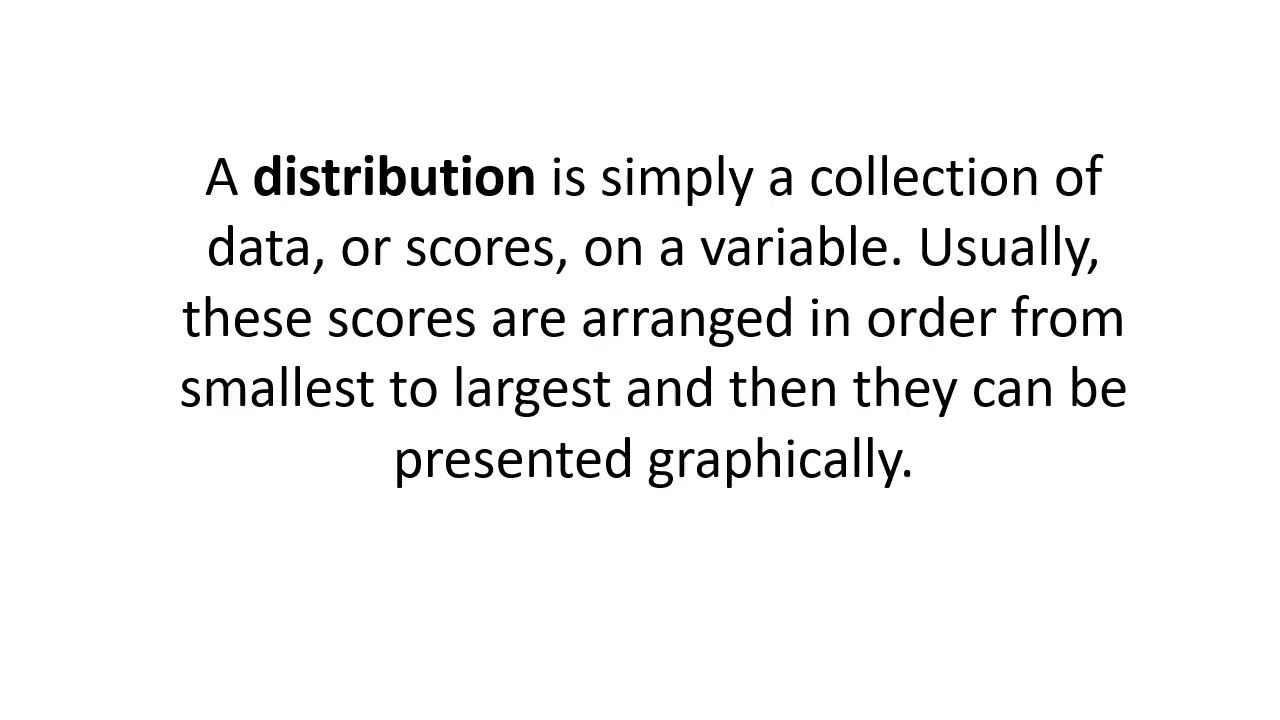 A distribution is simply a collection of
data, or scores, on a variable. Usually,
these scores are arranged in order from
smallest to largest and then they can be
presented graphically.